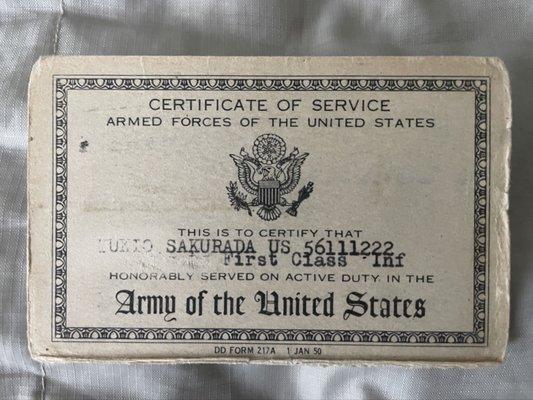 CERTIFICATE OF SERVICE
ARMED FORCES OF THE UNITED STATES
THIS IS TO CERTIFY THAT
YUKIO SAKURADA US 56111222
First Class Inf
HONORABLY SERVED ON ACTIVE DUTY IN THE
Army of the United States
DD FORM 217A 1 JAN 50